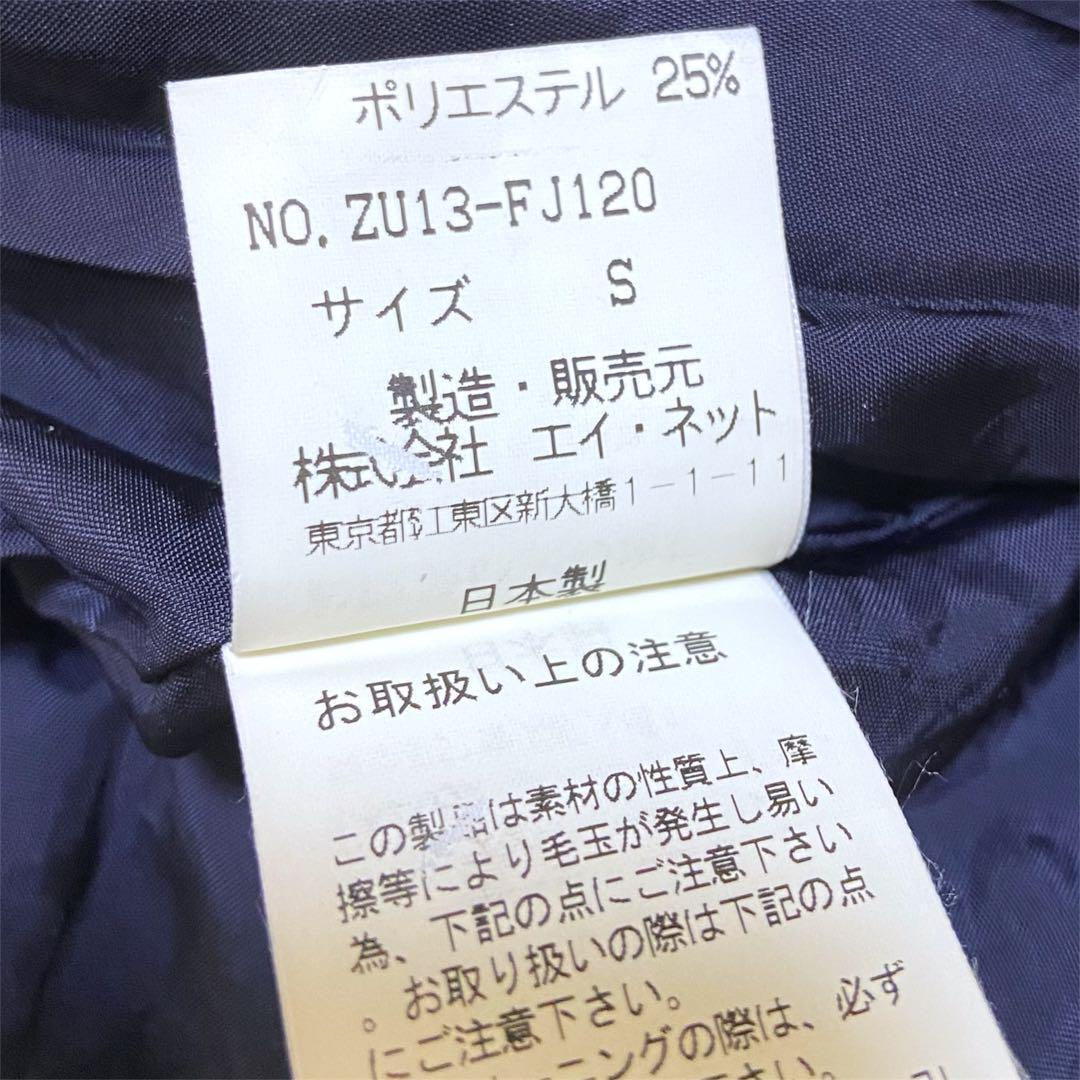 ポリエステル 25%
NO.ZU13-FJ120
サイズ S
製造・販売元
株式会社 エイ・ネット
東京都江東区新大橋1-1-11
日本製
お取扱い上の注意
この製品は素材の性質上、摩
擦等により毛玉が発生し易い
為、下記の点にご注意下さい
。お取り扱いの際は下記の点
にご注意下さい。
ニングの際は、必ず
さい。